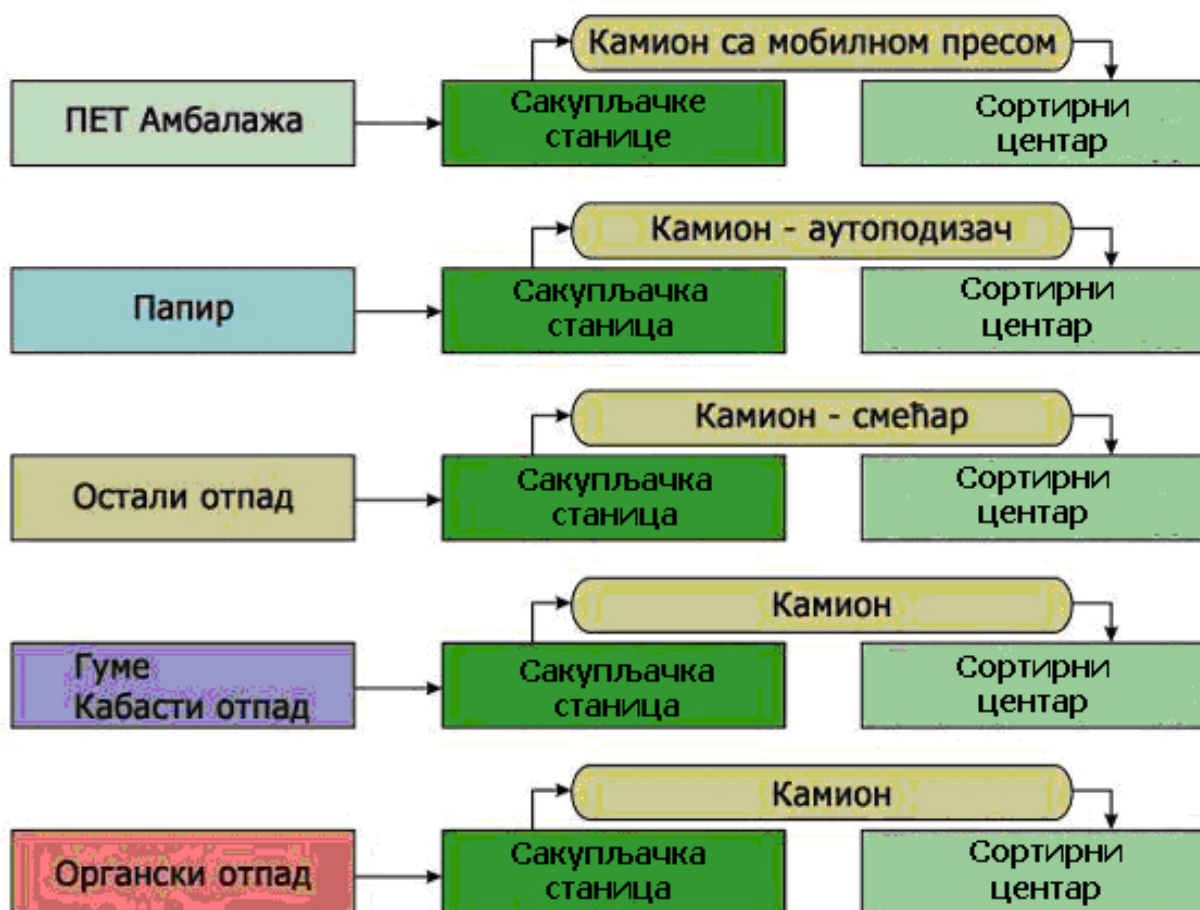 Камион са мобилном пресом
ПЕТ Амбалажа
Сакупљачке
станице
Сортирни
центар
Камион - аутоподизач
Папир
Сакупљачка
станица
Сортирни
центар
Камион - смећар
Остали отпад
Сакупљачка
станица
Сортирни
центар
Камион
Гуме
Кабасти отпад
Сакупљачка
станица
Сортирни
центар
Камион
Органски отпад
Сакупљачка
станица
Сортирни
центар